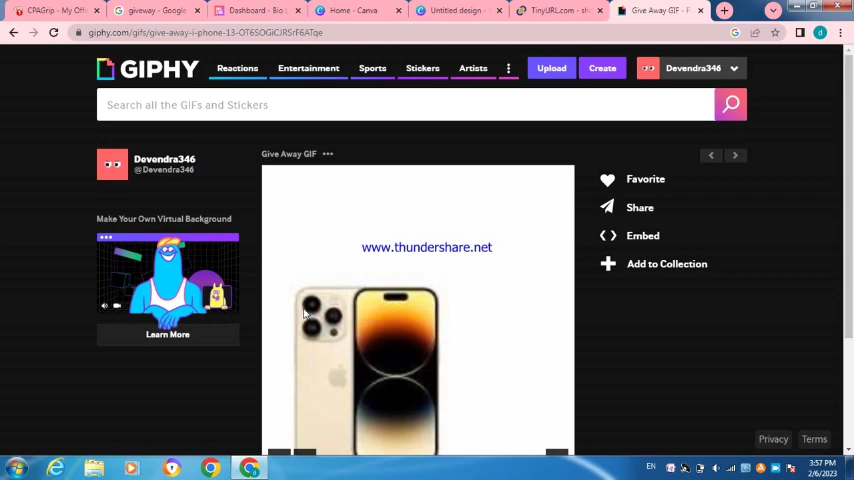 CPAGrip - Making Offi
giveway - Google
Dashboard - Bio t
Home - Canva
Untitled design -
TinyURL.com - sh
Give Away GIF - F
giphy.com/gifs/give-away-i-phone-13-OT6SOGiCJRSrf6Aqe
GIPHY
Reactions
Entertainment
Sports
Stickers
Artists
Upload
Create
Devendra346
Search all the GIFs and Stickers
Devendra346
@Devendra346
Give Away GIF
Favorite
Share
Embed
Add to Collection
Make Your Own Virtual Background
Learn More
www.thundershare.net
Privacy
Terms
EN
3:57 PM
2/6/2023